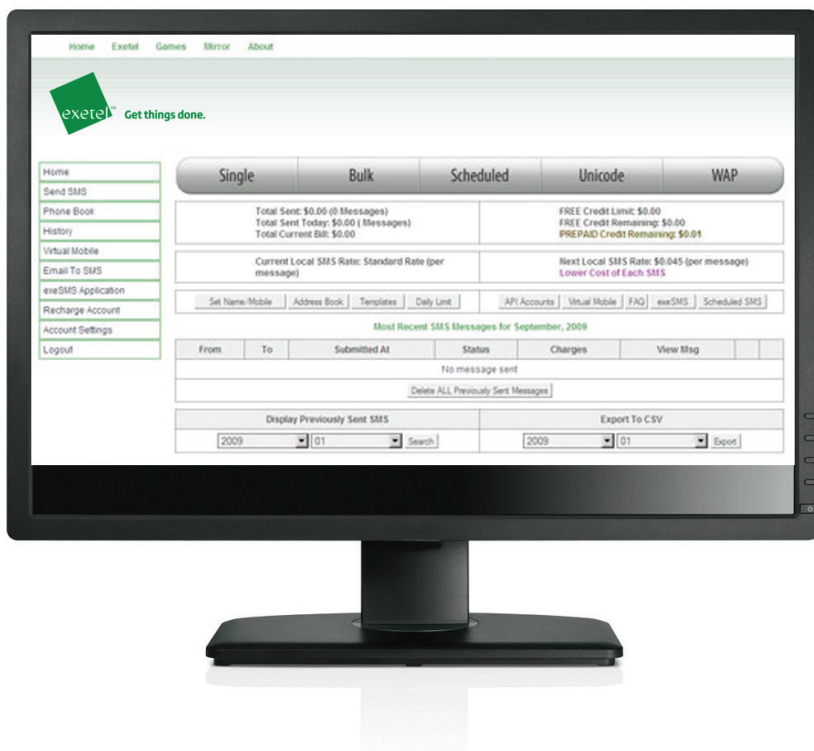 Home Exetel Games Mirror About
exetel™ Get things done.
Home
Send SMS
Phone Book
History
Virtual Mobile
Email To SMS
exeSMS Application
Recharge Account
Account Settings
Logout
Single Bulk Scheduled Unicode WAP
Total Sent: $0.00 (0 Messages)
Total Sent Today: $0.00 ( Messages)
Total Current Bill: $0.00
FREE Credit Limit: $0.00
FREE Credit Remaining: $0.00
PREPAID Credit Remaining: $0.01
Current Local SMS Rate: Standard Rate (per
message)
Next Local SMS Rate: $0.045 (per message)
Lower Cost of Each SMS
Set Name/Mobile Address Book Templates Daily Limit
API Accounts Virtual Mobile FAQ exeSMS Scheduled SMS
Most Recent SMS Messages for September, 2009
From To Submitted At Status Charges View Msg
No message sent
Delete ALL Previously Sent Messages
Display Previously Sent SMS Export To CSV
2009 01 Search 2009 01 Export